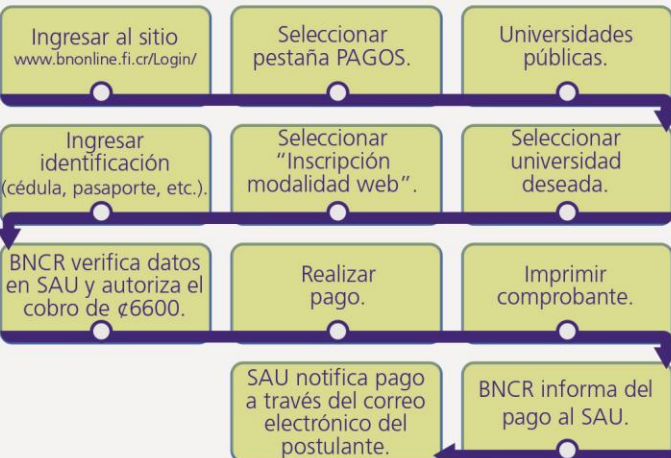 Ingresar al sitio
www.bnonline.fi.cr/Login/
Seleccionar
pestaña PAGOS.
Universidades
públicas.
Seleccionar
universidad
deseada.
Seleccionar
“Inscripción
modalidad web”.
Ingresar
identificación
(cédula, pasaporte, etc.).
BNCR verifica datos
en SAU y autoriza el
cobro de ¢6600.
Realizar
pago.
Imprimir
comprobante.
BNCR informa del
pago al SAU.
SAU notifica pago
a través del correo
electrónico del
postulante.